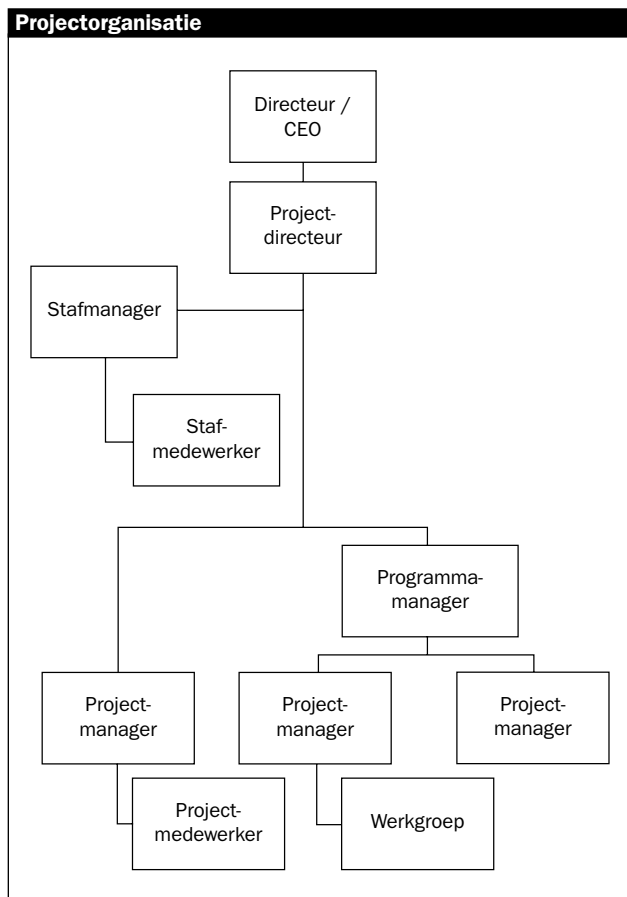 Projectorganisatie
Directeur /
CEO
Project-
directeur
Stafmanager
Staf-
medewerker
Programma-
manager
Project-
manager
Project-
manager
Project-
manager
Project-
medewerker
Werkgroep